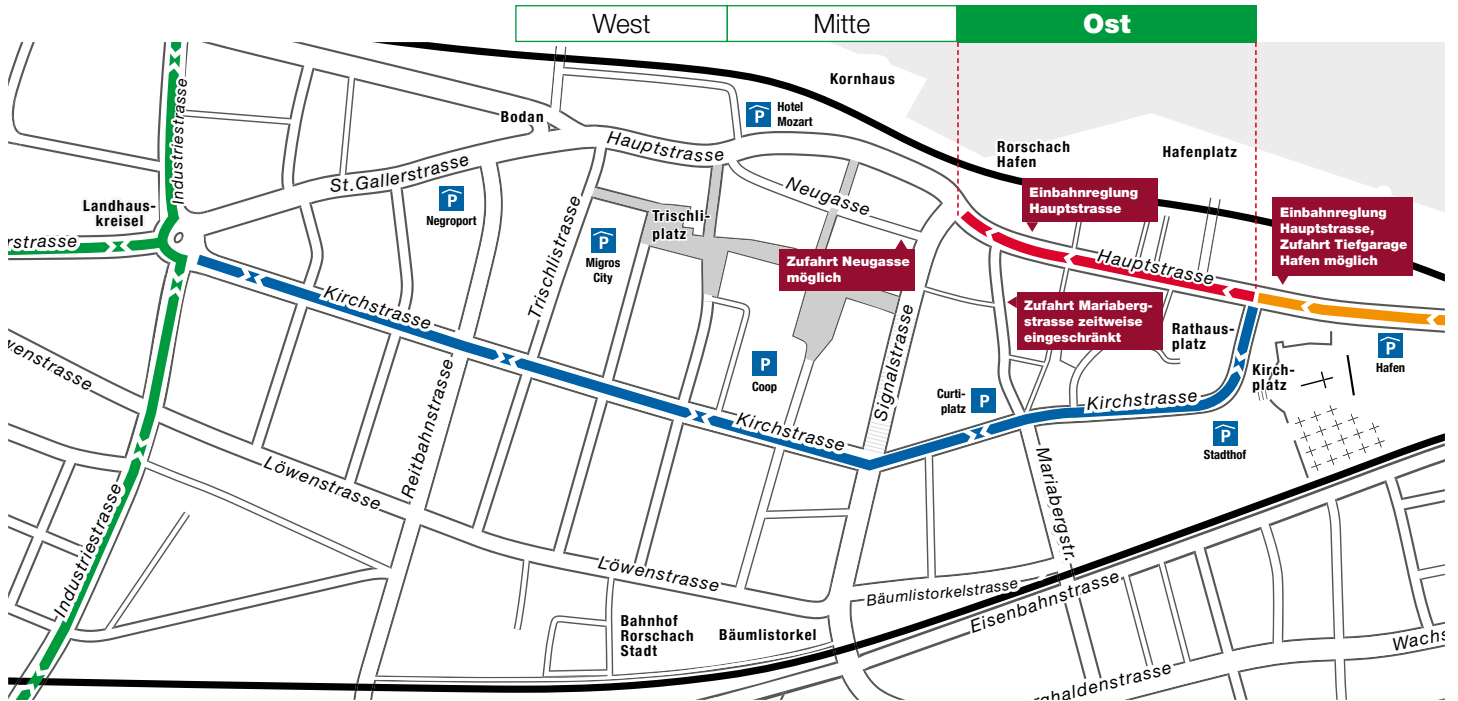 West
Mitte
Ost
Kornhaus
Hotel
Mozart
Bodan
Hauptstrasse
Rorschach
Hafen
Hafenplatz
Industriestrasse
St.Gallerstrasse
Neugasse
Einbahnreglung
Hauptstrasse
Landhaus-
kreisel
Negroport
Trischlistrasse
Trischli-
platz
Einbahnreglung
Hauptstrasse,
Zufahrt Tiefgarage
Hafen möglich
rstrasse
Migros
City
Zufahrt Neugasse
möglich
Hauptstrasse
Kirchstrasse
Zufahrt Mariaberg-
strasse zeitweise
eingeschränkt
Rathaus-
platz
wenstrasse
Reitbahnstrasse
Coop
Signalstrasse
Hafen
Kirch-
platz
Curti-
platz
Kirchstrasse
Kirchstrasse
Stadthof
Löwenstrasse
Mariabergstr.
Industriestrasse
Löwenstrasse
Bäumlistorkelstrasse
Eisenbahnstrasse
Bahnhof
Rorschach
Stadt
Bäumlistorkel
Wachs
ghaldenstrasse
P
P
P
P
P
P
P